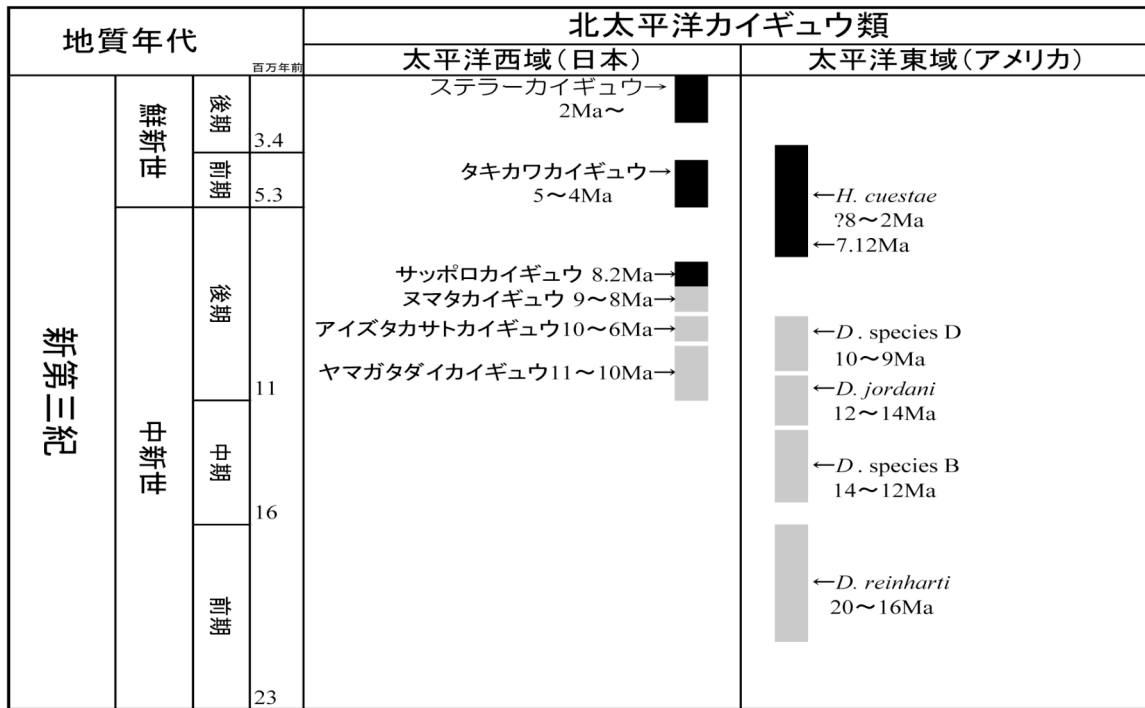 地質年代
百万年前
北太平洋カイギュウ類
太平洋西域(日本)
太平洋東域(アメリカ)
新第三紀
鮮新世
後期
3.4
前期
5.3
中新世
後期
11
中期
16
前期
23
ステラーカイギュウ→
2Ma～
タキカワカイギュウ→
5～4Ma
サッポロカイギュウ 8.2Ma→
ヌマタカイギュウ 9～8Ma→
アイズタカサトカイギュウ10～6Ma→
ヤマガタダイカイギュウ11～10Ma→
←H. cuestae
?8～2Ma
←7.12Ma
←D. species D
10～9Ma
←D. jordani
12～14Ma
←D. species B
14～12Ma
←D. reinharti
20～16Ma